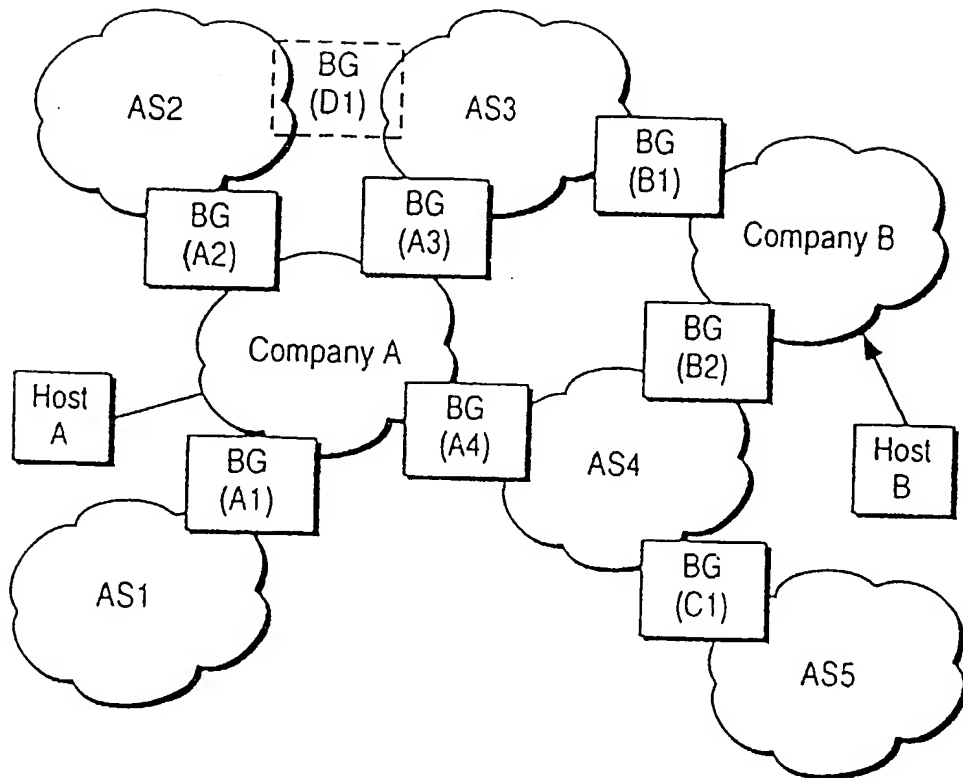 BG
(D1)
AS2
AS3
BG
(B1)
BG
(A2)
BG
(A3)
Company B
Company A
BG
(B2)
Host
A
BG
(A4)
AS4
Host
B
BG
(A1)
AS1
BG
(C1)
AS5